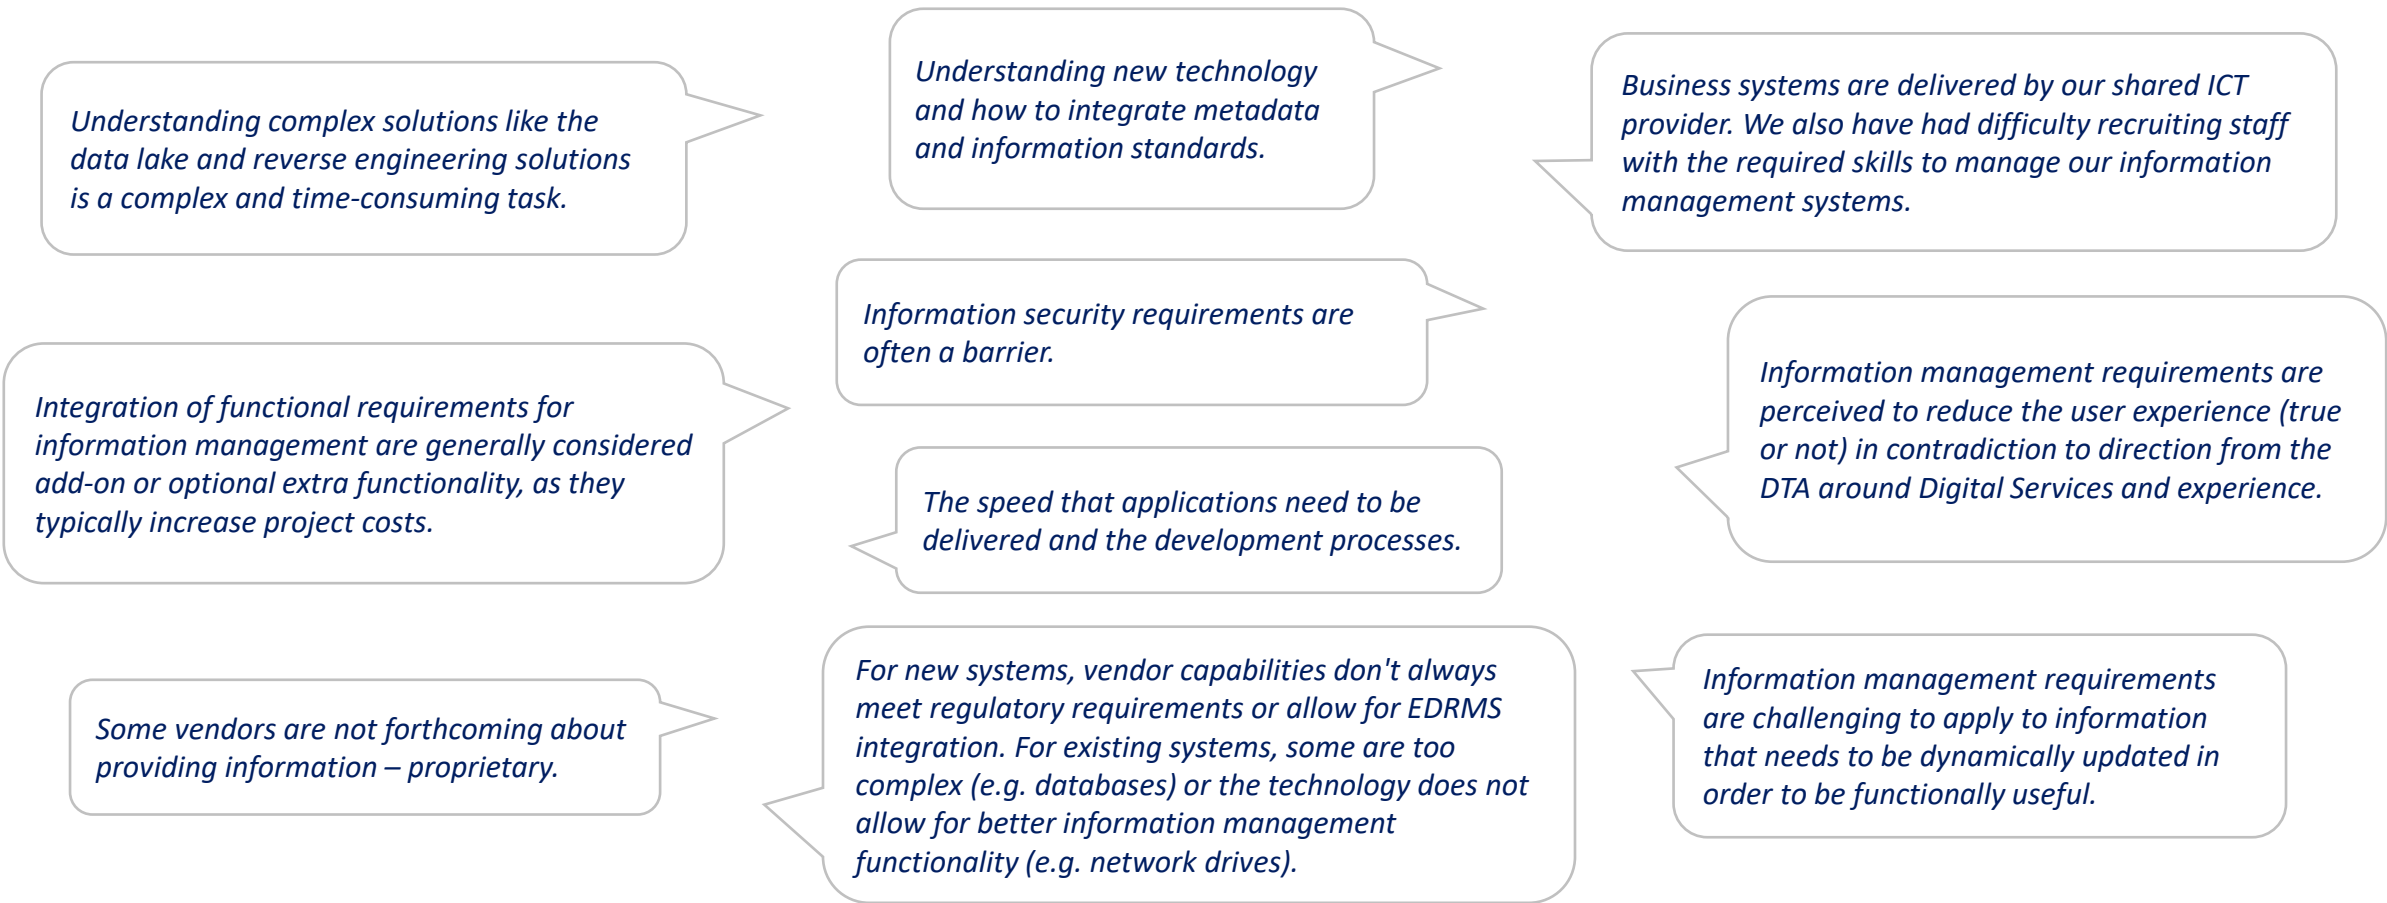 Understanding complex solutions like the
data lake and reverse engineering solutions
is a complex and time-consuming task.
Understanding new technology
and how to integrate metadata
and information standards.
Business systems are delivered by our shared ICT
provider. We also have had difficulty recruiting staff
with the required skills to manage our information
management systems.
Information security requirements are
often a barrier.
Integration of functional requirements for
information management are generally considered
add-on or optional extra functionality, as they
typically increase project costs.
Information management requirements are
perceived to reduce the user experience (true
or not) in contradiction to direction from the
DTA around Digital Services and experience.
The speed that applications need to be
delivered and the development processes.
Some vendors are not forthcoming about
providing information – proprietary.
For new systems, vendor capabilities don't always
meet regulatory requirements or allow for EDRMS
integration. For existing systems, some are too
complex (e.g. databases) or the technology does not
allow for better information management
functionality (e.g. network drives).
Information management requirements
are challenging to apply to information
that needs to be dynamically updated in
order to be functionally useful.